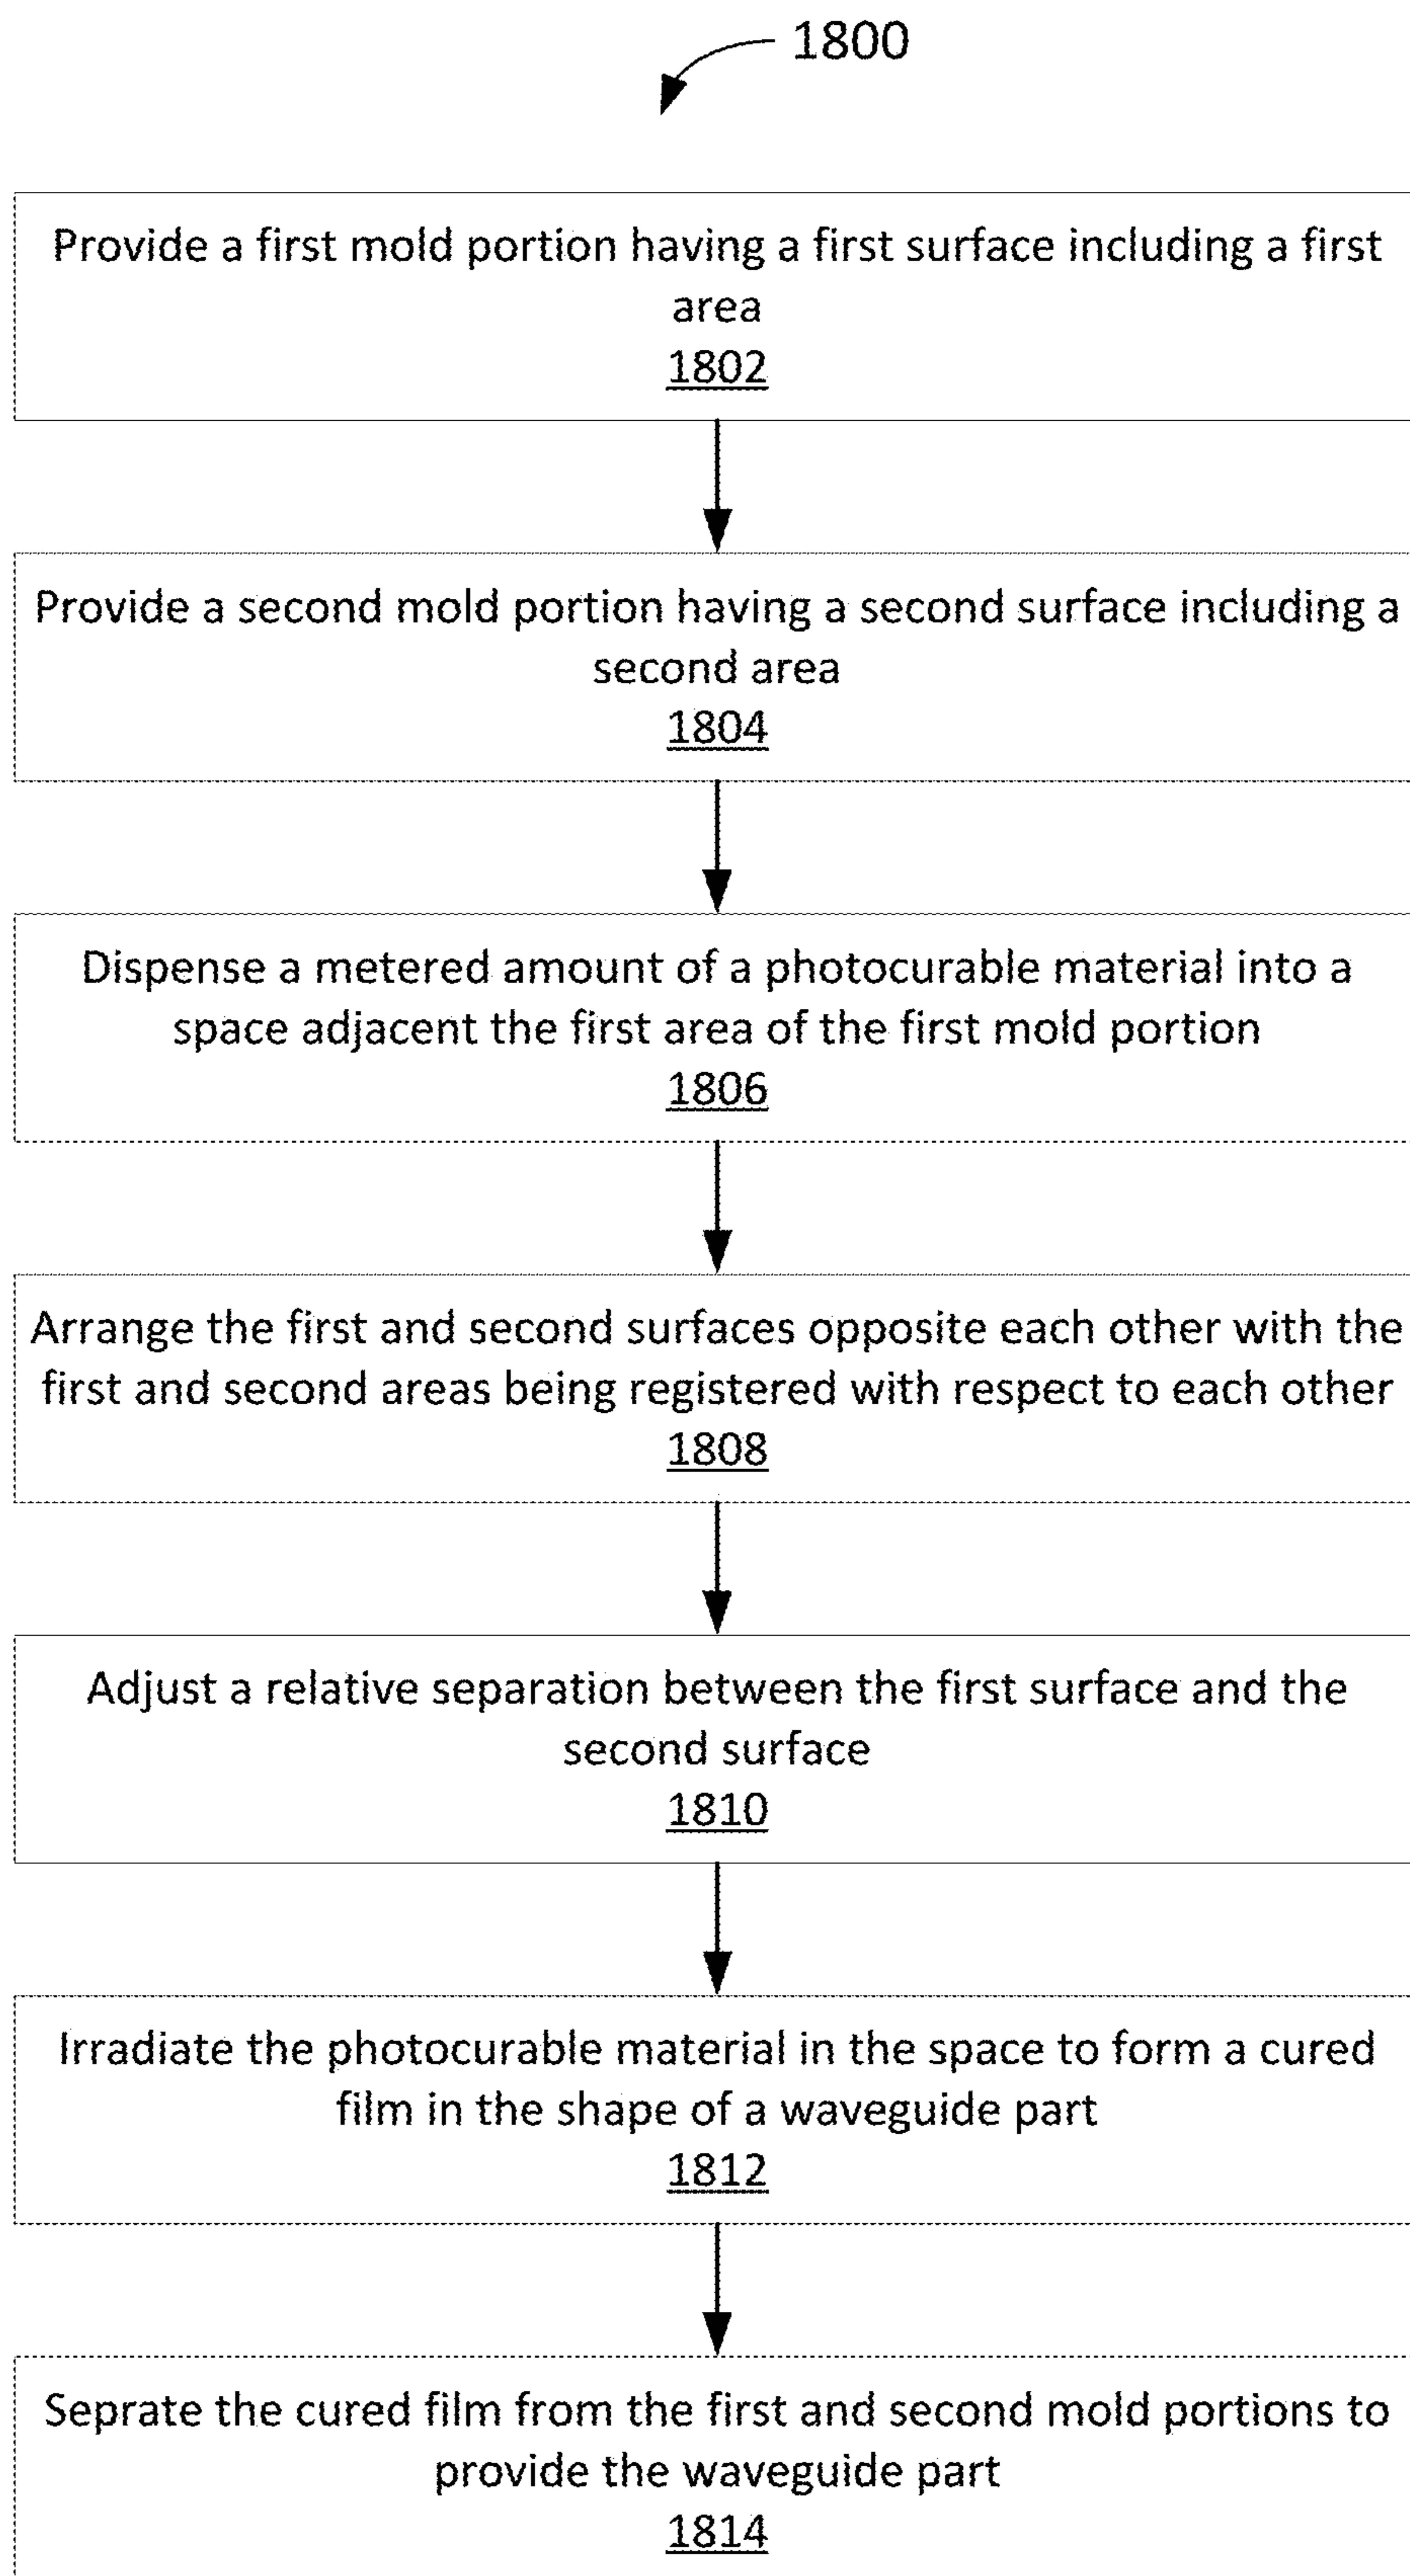 1800
Provide a first mold portion having a first surface including a first
area
1802
Provide a second mold portion having a second surface including a
second area
1804
Dispense a metered amount of a photocurable material into a
space adjacent the first area of the first mold portion
1806
Arrange the first and second surfaces opposite each other with the
first and second areas being registered with respect to each other
1808
Adjust a relative separation between the first surface and the
second surface
1810
Irradiate the photocurable material in the space to form a cured
film in the shape of a waveguide part
1812
Seprate the cured film from the first and second mold portions to
provide the waveguide part
1814